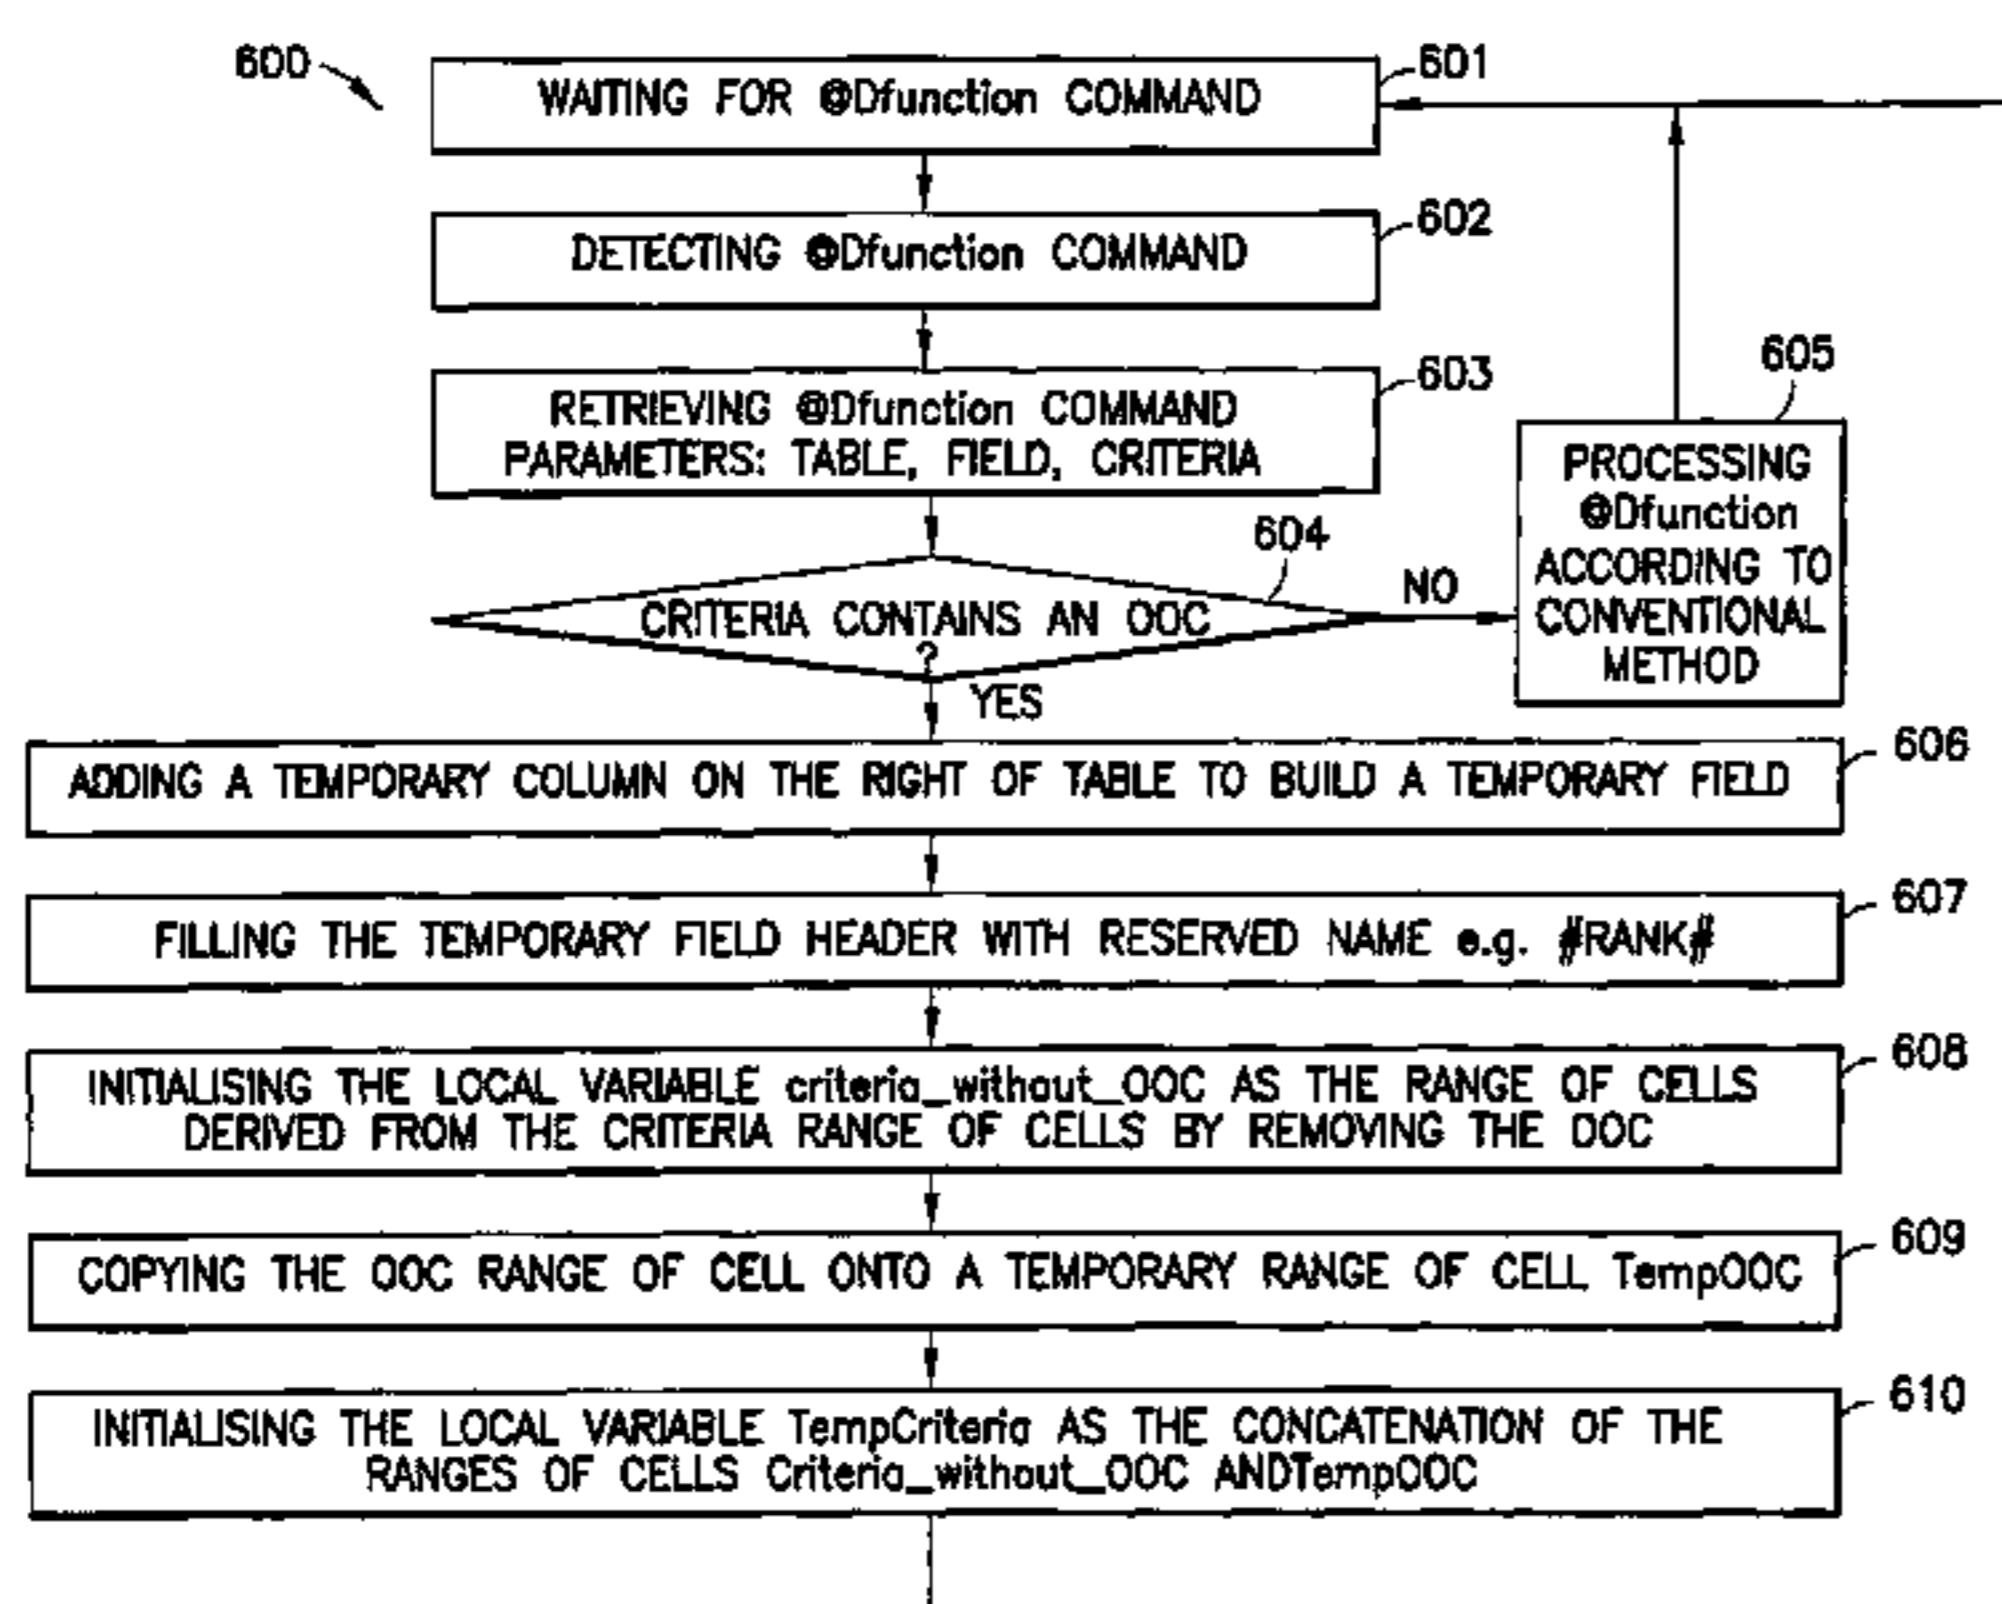 600
WAITING FOR @Dfunction COMMAND
601
DETECTING @Dfunction COMMAND
602
RETRIEVING @Dfunction COMMAND
PARAMETERS: TABLE, FIELD, CRITERIA
603
CRITERIA CONTAINS AN OOC
?
604
NO
YES
605
PROCESSING
@Dfunction
ACCORDING TO
CONVENTIONAL
METHOD
ADDING A TEMPORARY COLUMN ON THE RIGHT OF TABLE TO BUILD A TEMPORARY FIELD
606
FILLING THE TEMPORARY FIELD HEADER WITH RESERVED NAME e.g. #RANK#
607
INITIALISING THE LOCAL VARIABLE criteria_without_OOC AS THE RANGE OF CELLS
DERIVED FROM THE CRITERIA RANGE OF CELLS BY REMOVING THE OOC
608
COPYING THE OOC RANGE OF CELL ONTO A TEMPORARY RANGE OF CELL TempOOC
609
INITIALISING THE LOCAL VARIABLE TempCriteria AS THE CONCATENATION OF THE
RANGES OF CELLS Criteria_without_OOC ANDTempOOC
610